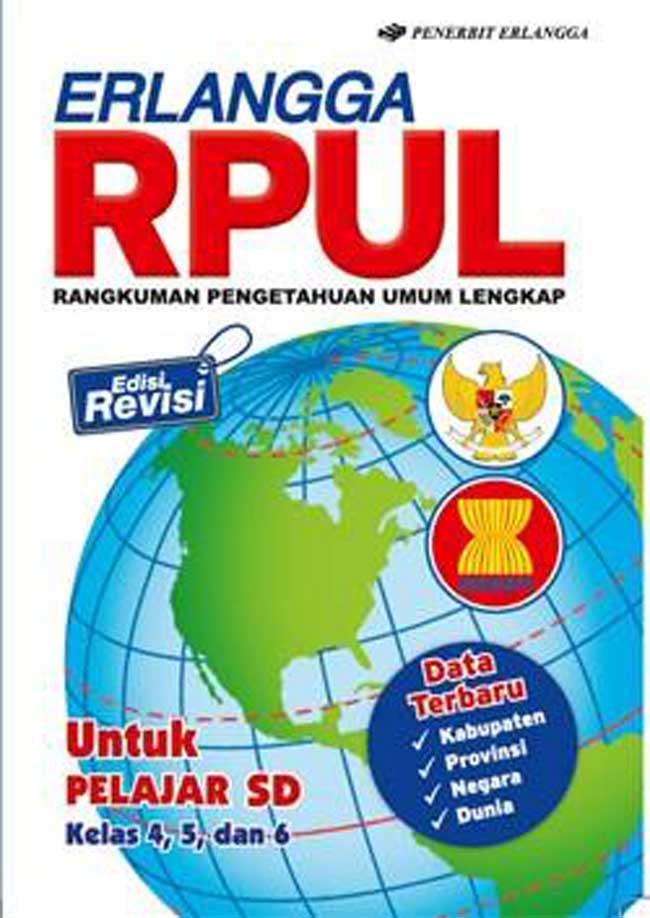 PENERBIT ERLANGGA
ERLANGGA
RPUL
RANGKUMAN PENGETAHUAN UMUM LENGKAP
Edisi
Revisi
Data
Terbaru
✓ Kabupaten
✓ Provinsi
✓ Negara
✓ Dunia
Untuk
PELAJAR SD
Kelas 4, 5, dan 6